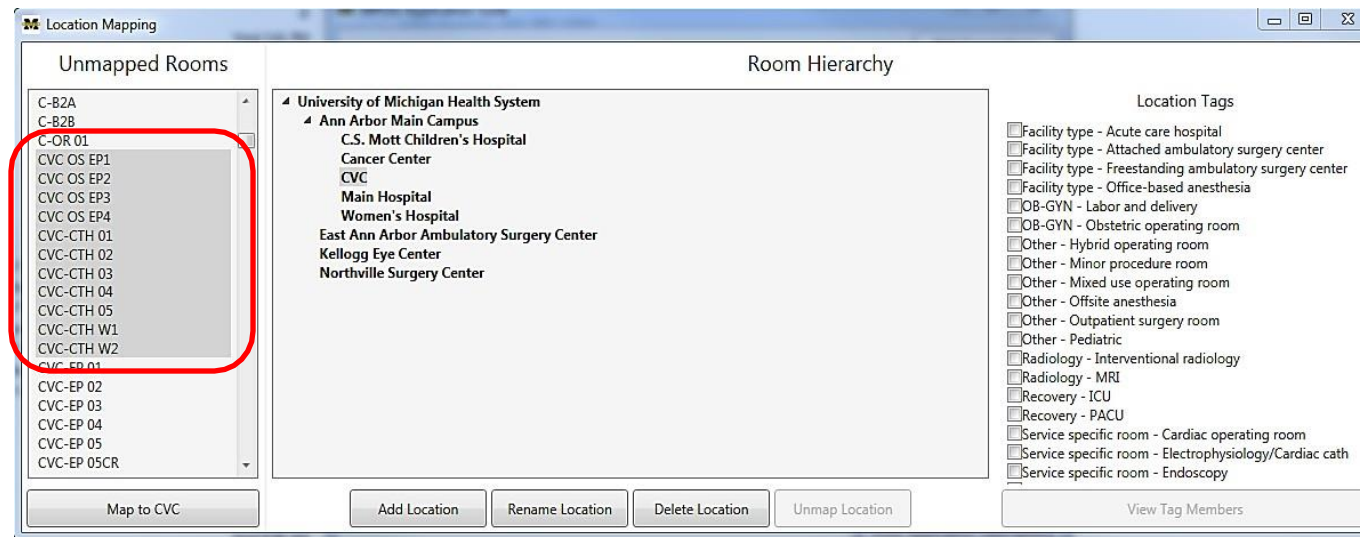 Location Mapping
Unmapped Rooms
C-B2A
C-B2B
C-OR 01
CVC OS EP1
CVC OS EP2
CVC OS EP3
CVC OS EP4
CVC-CTH 01
CVC-CTH 02
CVC-CTH 03
CVC-CTH 04
CVC-CTH 05
CVC-CTH W1
CVC-CTH W2
CVC-EP 01
CVC-EP 02
CVC-EP 03
CVC-EP 04
CVC-EP 05
CVC-EP 05CR
Map to CVC
Room Hierarchy
University of Michigan Health System
Ann Arbor Main Campus
C.S. Mott Children's Hospital
Cancer Center
CVC
Main Hospital
Women's Hospital
East Ann Arbor Ambulatory Surgery Center
Kellogg Eye Center
Northville Surgery Center
Add Location
Rename Location
Delete Location
Unmap Location
Location Tags
Facility type - Acute care hospital
Facility type - Attached ambulatory surgery center
Facility type - Freestanding ambulatory surgery center
Facility type - Office-based anesthesia
OB-GYN - Labor and delivery
OB-GYN - Obstetric operating room
Other - Hybrid operating room
Other - Minor procedure room
Other - Mixed use operating room
Other - Offsite anesthesia
Other - Outpatient surgery room
Other - Pediatric
Radiology - Interventional radiology
Radiology - MRI
Recovery - ICU
Recovery - PACU
Service specific room - Cardiac operating room
Service specific room - Electrophysiology/Cardiac cath
Service specific room - Endoscopy
View Tag Members